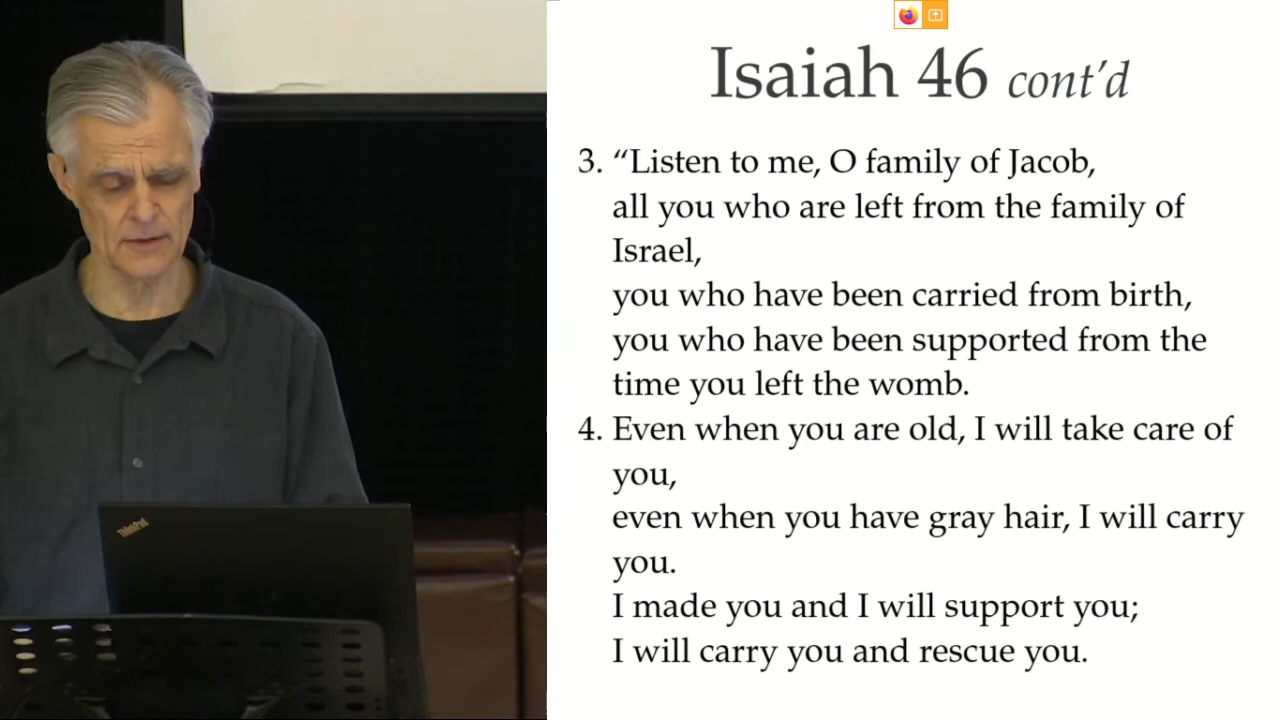 Isaiah 46 cont’d
3. “Listen to me, O family of Jacob,
all you who are left from the family of
Israel,
you who have been carried from birth,
you who have been supported from the
time you left the womb.
4. Even when you are old, I will take care of
you,
even when you have gray hair, I will carry
you.
I made you and I will support you;
I will carry you and rescue you.
ThinkPad